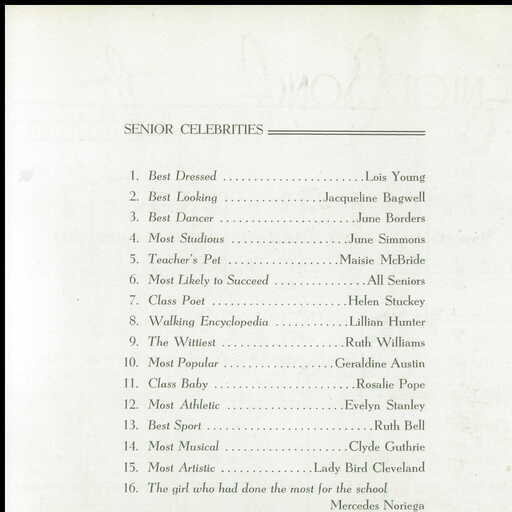 SENIOR CELEBRITIES
1. Best Dressed ......................Lois Young
2. Best Looking ................Jacqueline Bagwell
3. Best Dancer ......................June Borders
4. Most Studious ...................June Simmons
5. Teacher's Pet ..................Maisie McBride
6. Most Likely to Succeed ...............All Seniors
7. Class Poet ......................Helen Stuckey
8. Walking Encyclopedia ............Lillian Hunter
9. The Wittiest ....................Ruth Williams
10. Most Popular ..................Geraldine Austin
11. Class Baby .......................Rosalie Pope
12. Most Athletic ...................Evelyn Stanley
13. Best Sport ...........................Ruth Bell
14. Most Musical ....................Clyde Guthrie
15. Most Artistic ...............Lady Bird Cleveland
16. The girl who had done the most for the school
Mercedes Noriega